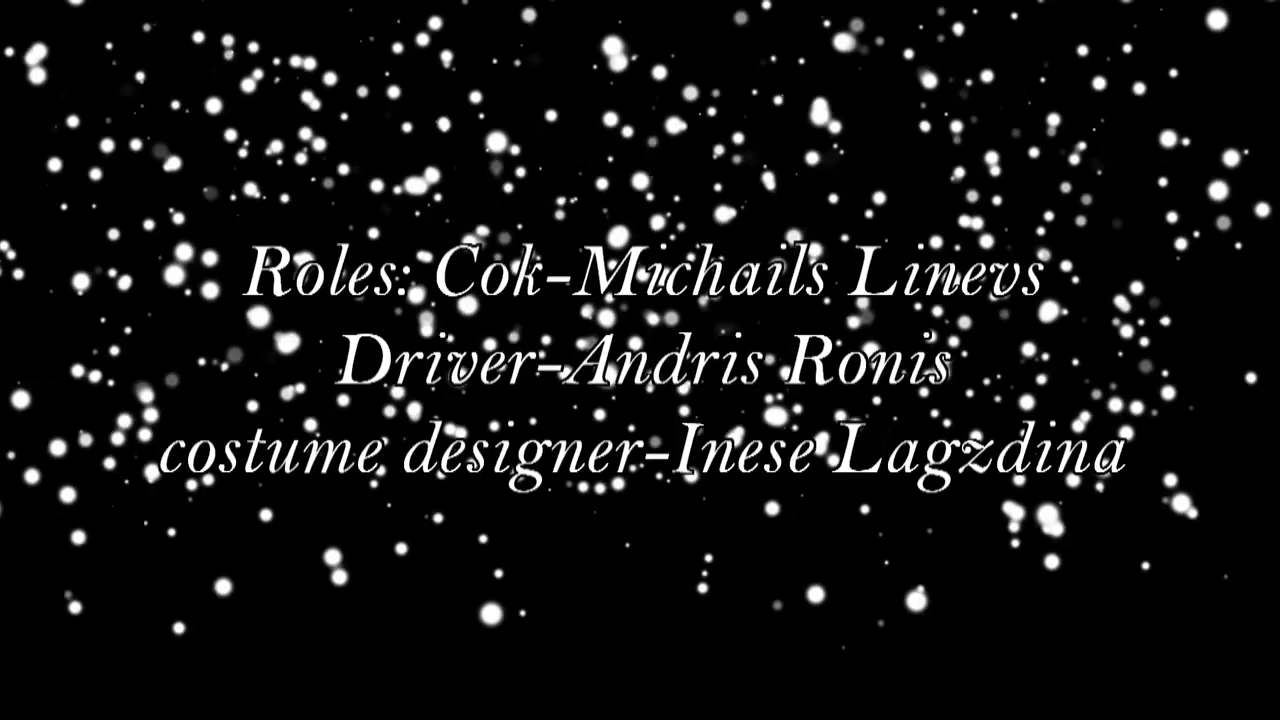 Roles: Cok-Michails Linevs
Driver-Andris Ronis
costume designer-Inese Lagzdina